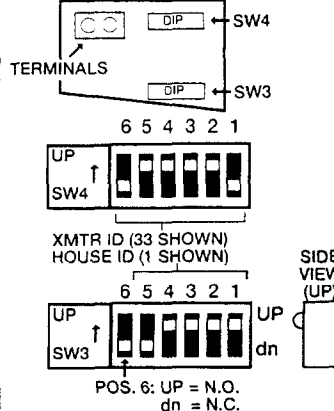 DIP
SW4
TERMINALS
DIP
SW3
6 5 4 3 2 1
UP
SW4
XMTR ID (33 SHOWN)
HOUSE ID (1 SHOWN)
SIDE
VIEW
(UP)
6 5 4 3 2 1
UP
UP
SW3
dn
POS. 6: UP = N.O.
dn = N.C.